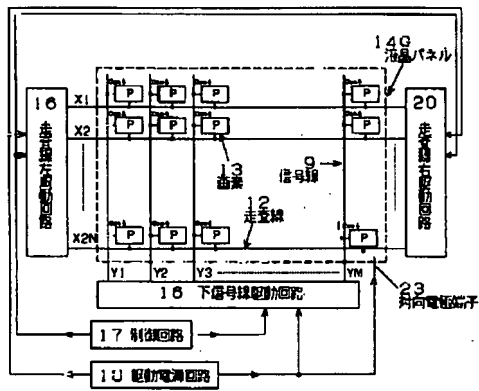 14G
液晶パネル
16
走査線左駆動回路
20
走査線右駆動回路
X1
X2
X2N
P P P P
P P P P
P P P P
13
画素
9
信号線
12
走査線
Y1 Y2 Y3 YM
23
対向電極端子
16 下信号線駆動回路
17 制御回路
18 駆動電源回路